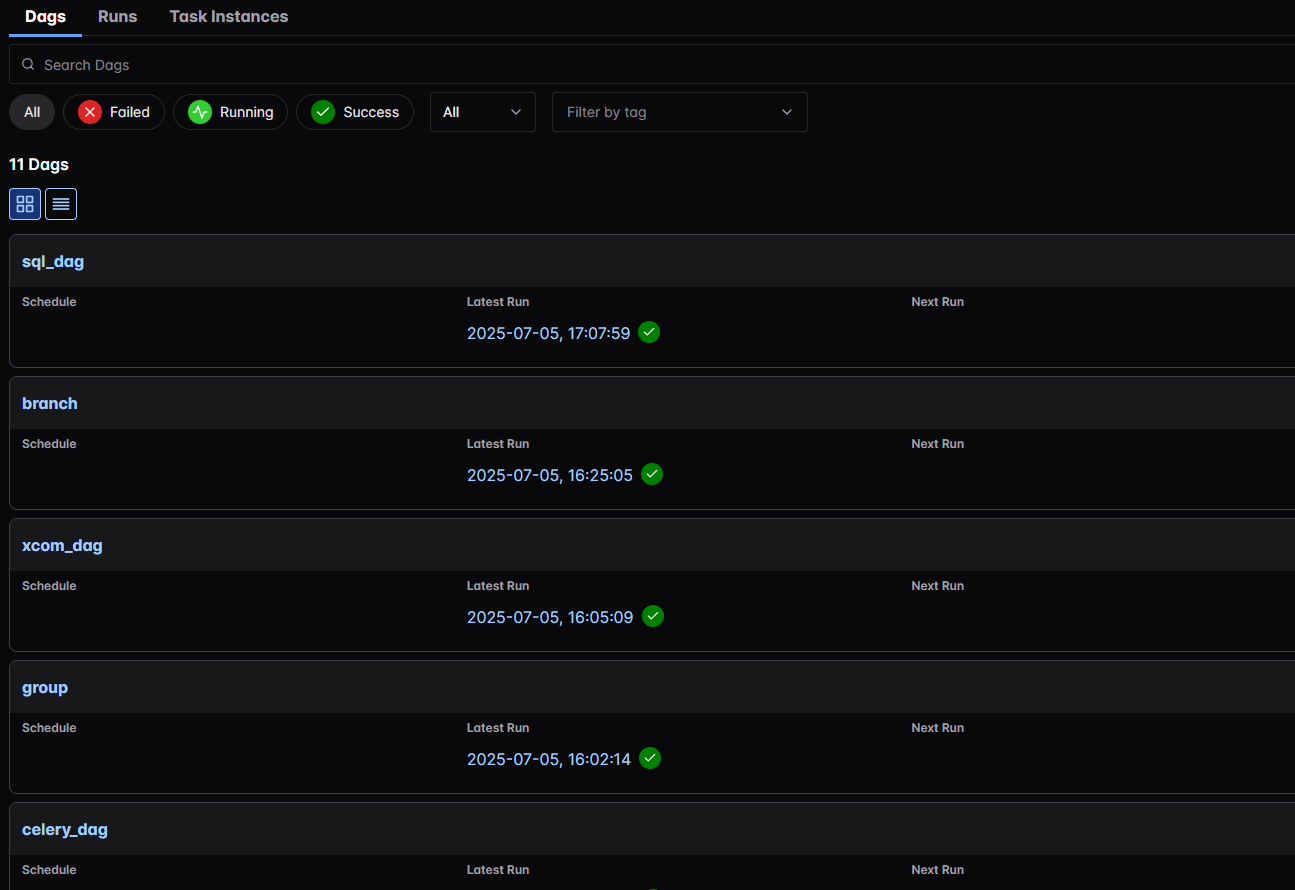 Dags Runs Task Instances
Search Dags
All Failed Running Success All Filter by tag
11 Dags
sql_dag
Schedule Latest Run Next Run
2025-07-05, 17:07:59
branch
Schedule Latest Run Next Run
2025-07-05, 16:25:05
xcom_dag
Schedule Latest Run Next Run
2025-07-05, 16:05:09
group
Schedule Latest Run Next Run
2025-07-05, 16:02:14
celery_dag
Schedule Latest Run Next Run